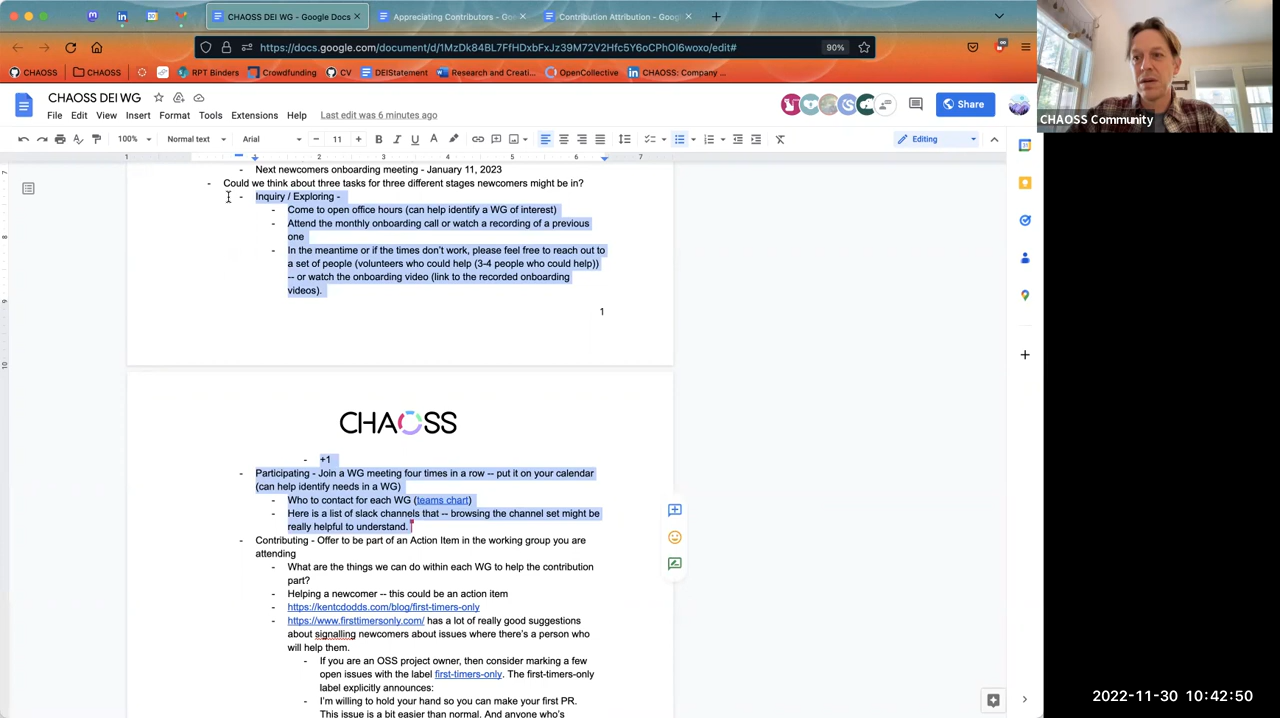 CHAOSS DEI WG - Google Docs
Appreciating Contributors - Go
Contribution Attribution - Goog
https://docs.google.com/document/d/1MzDk84BL7FfHDxbFxJz39M72V2Hfc5Y6oCPhOl6woxo/edit#
90%
CHAOSS
CHAOSS
RPT Binders
Crowdfunding
CV
DEIStatement
Research and Creati...
OpenCollective
CHAOSS: Company ...
CHAOSS Community
CHAOSS DEI WG
File Edit View Insert Format Tools Extensions Help
Last edit was 6 minutes ago
Share
100%
Normal text
Arial
11
Editing
1 2 3 4 5 6 7
- Next newcomers onboarding meeting - January 11, 2023
- Could we think about three tasks for three different stages newcomers might be in?
- Inquiry / Exploring -
- Come to open office hours (can help identify a WG of interest)
- Attend the monthly onboarding call or watch a recording of a previous
one
- In the meantime or if the times don't work, please feel free to reach out to
a set of people (volunteers who could help (3-4 people who could help))
-- or watch the onboarding video (link to the recorded onboarding
videos).
1
CHAOSS
- +1
- Participating - Join a WG meeting four times in a row -- put it on your calendar
(can help identify needs in a WG)
- Who to contact for each WG (teams chart)
- Here is a list of slack channels that -- browsing the channel set might be
really helpful to understand.
- Contributing - Offer to be part of an Action Item in the working group you are
attending
- What are the things we can do within each WG to help the contribution
part?
- Helping a newcomer -- this could be an action item
- https://kentcdodds.com/blog/first-timers-only
- https://www.firsttimersonly.com/ has a lot of really good suggestions
about signalling newcomers about issues where there's a person who
will help them.
- If you are an OSS project owner, then consider marking a few
open issues with the label first-timers-only. The first-timers-only
label explicitly announces:
- I'm willing to hold your hand so you can make your first PR.
This issue is a bit easier than normal. And anyone who's
2022-11-30 10:42:50